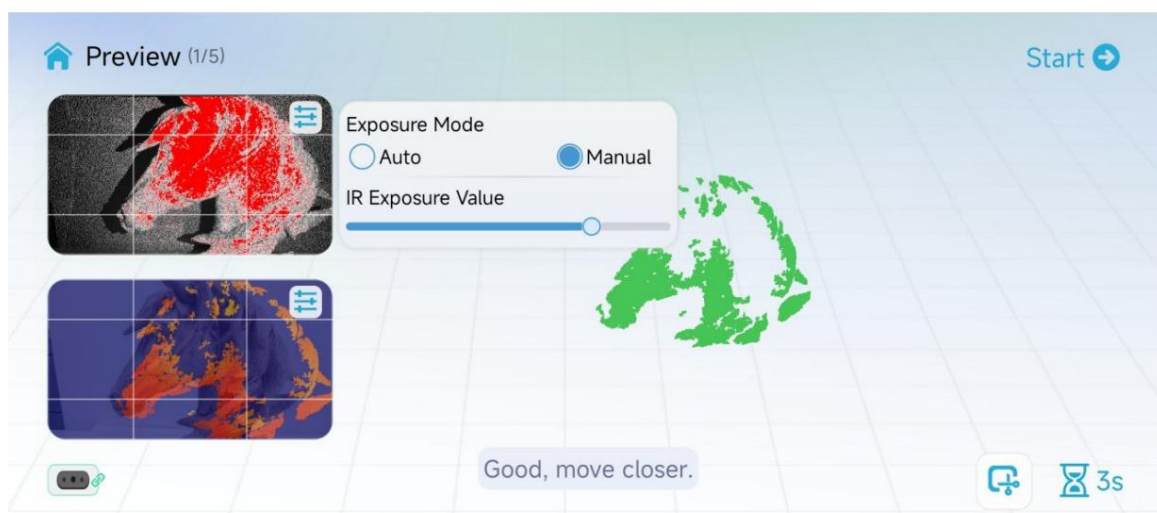 Preview (1/5)
Start
Exposure Mode
Auto
Manual
IR Exposure Value
Good, move closer.
3s